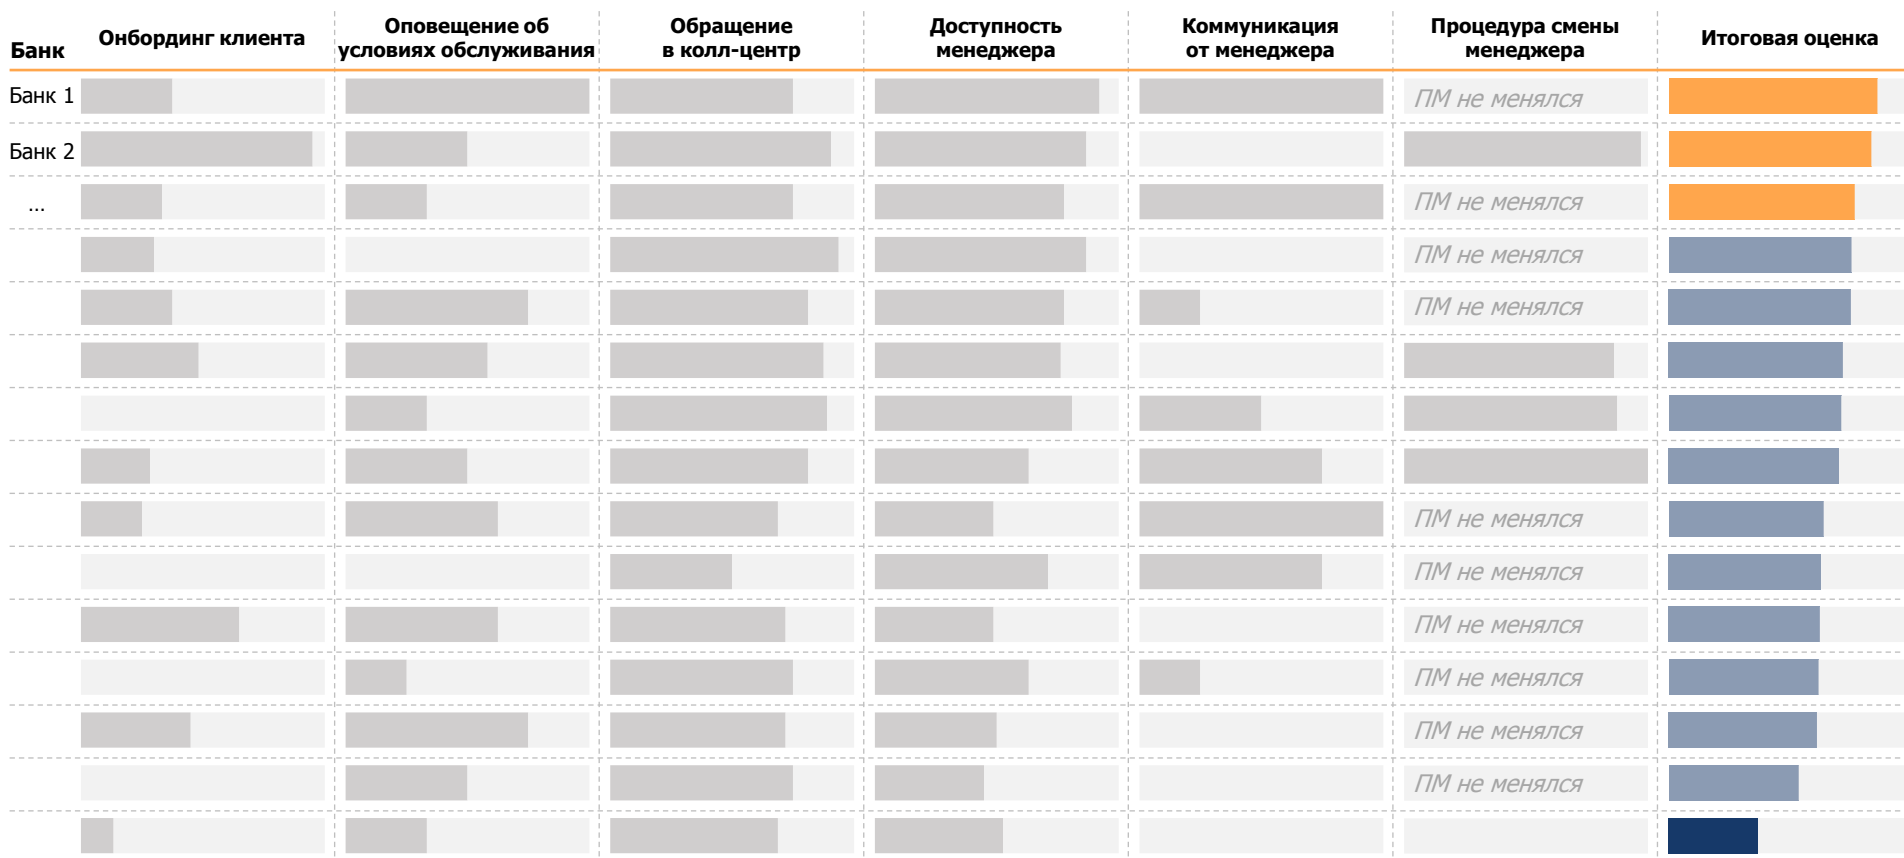 Банк
Онбординг клиента
Оповещение об
условиях обслуживания
Обращение
в колл-центр
Доступность
менеджера
Коммуникация
от менеджера
Процедура смены
менеджера
Итоговая оценка
Банк 1
ПМ не менялся
Банк 2
...
ПМ не менялся
ПМ не менялся
ПМ не менялся
ПМ не менялся
ПМ не менялся
ПМ не менялся
ПМ не менялся
ПМ не менялся
ПМ не менялся